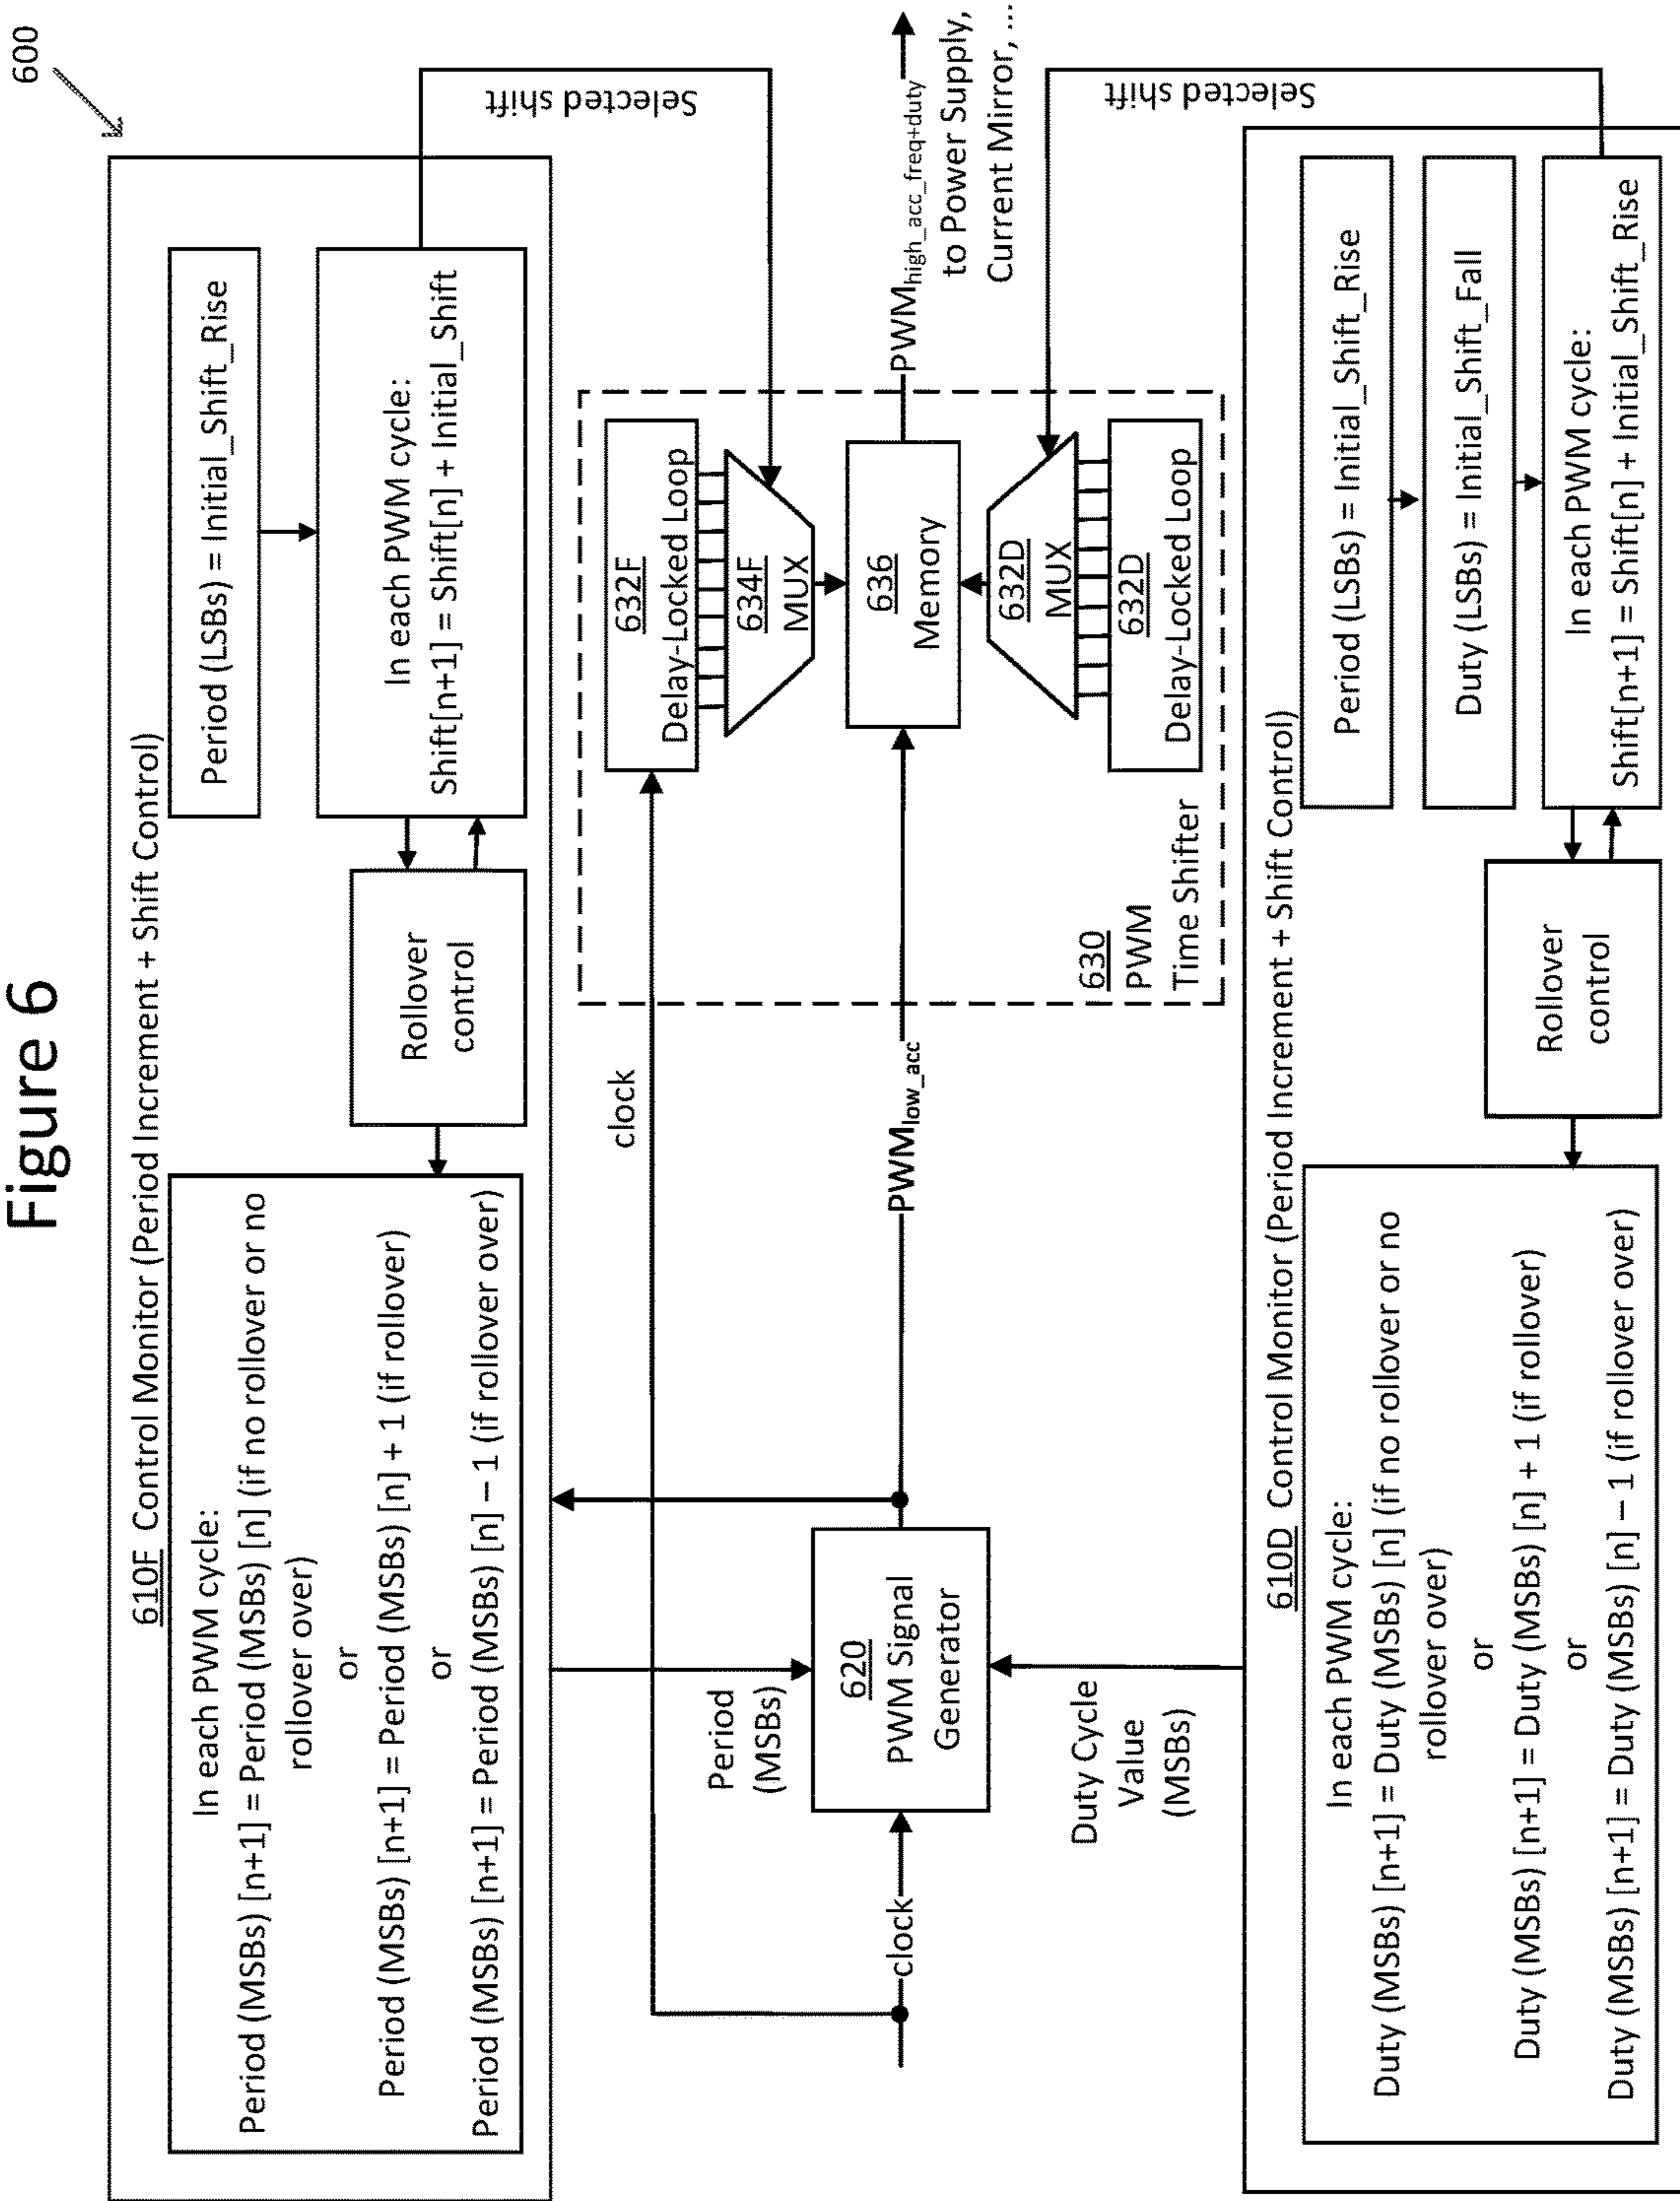 Figure 6
600
610F Control Monitor (Period Increment + Shift Control)
In each PWM cycle:
Period (MSBs) [n+1] = Period (MSBs) [n] (if no rollover or no
rollover over)
or
Period (MSBs) [n+1] = Period (MSBs) [n] + 1 (if rollover)
or
Period (MSBs) [n+1] = Period (MSBs) [n] – 1 (if rollover over)
Rollover
control
Period (LSBs) = Initial_Shift_Rise
In each PWM cycle:
Shift[n+1] = Shift[n] + Initial_Shift
Selected shift
clock
Period
(MSBs)
clock
620
PWM Signal
Generator
Duty Cycle
Value
(MSBs)
PWMlow_acc
630
PWM
Time Shifter
632F
Delay-Locked Loop
634F
MUX
636
Memory
632D
MUX
632D
Delay-Locked Loop
PWMhigh_acc_freq+duty
to Power Supply,
Current Mirror, ...
Selected shift
610D Control Monitor (Period Increment + Shift Control)
In each PWM cycle:
Duty (MSBs) [n+1] = Duty (MSBs) [n] (if no rollover or no
rollover over)
or
Duty (MSBs) [n+1] = Duty (MSBs) [n] + 1 (if rollover)
or
Duty (MSBs) [n+1] = Duty (MSBs) [n] – 1 (if rollover over)
Rollover
control
Period (LSBs) = Initial_Shift_Rise
Duty (LSBs) = Initial_Shift_Fall
In each PWM cycle:
Shift[n+1] = Shift[n] + Initial_Shift_Rise